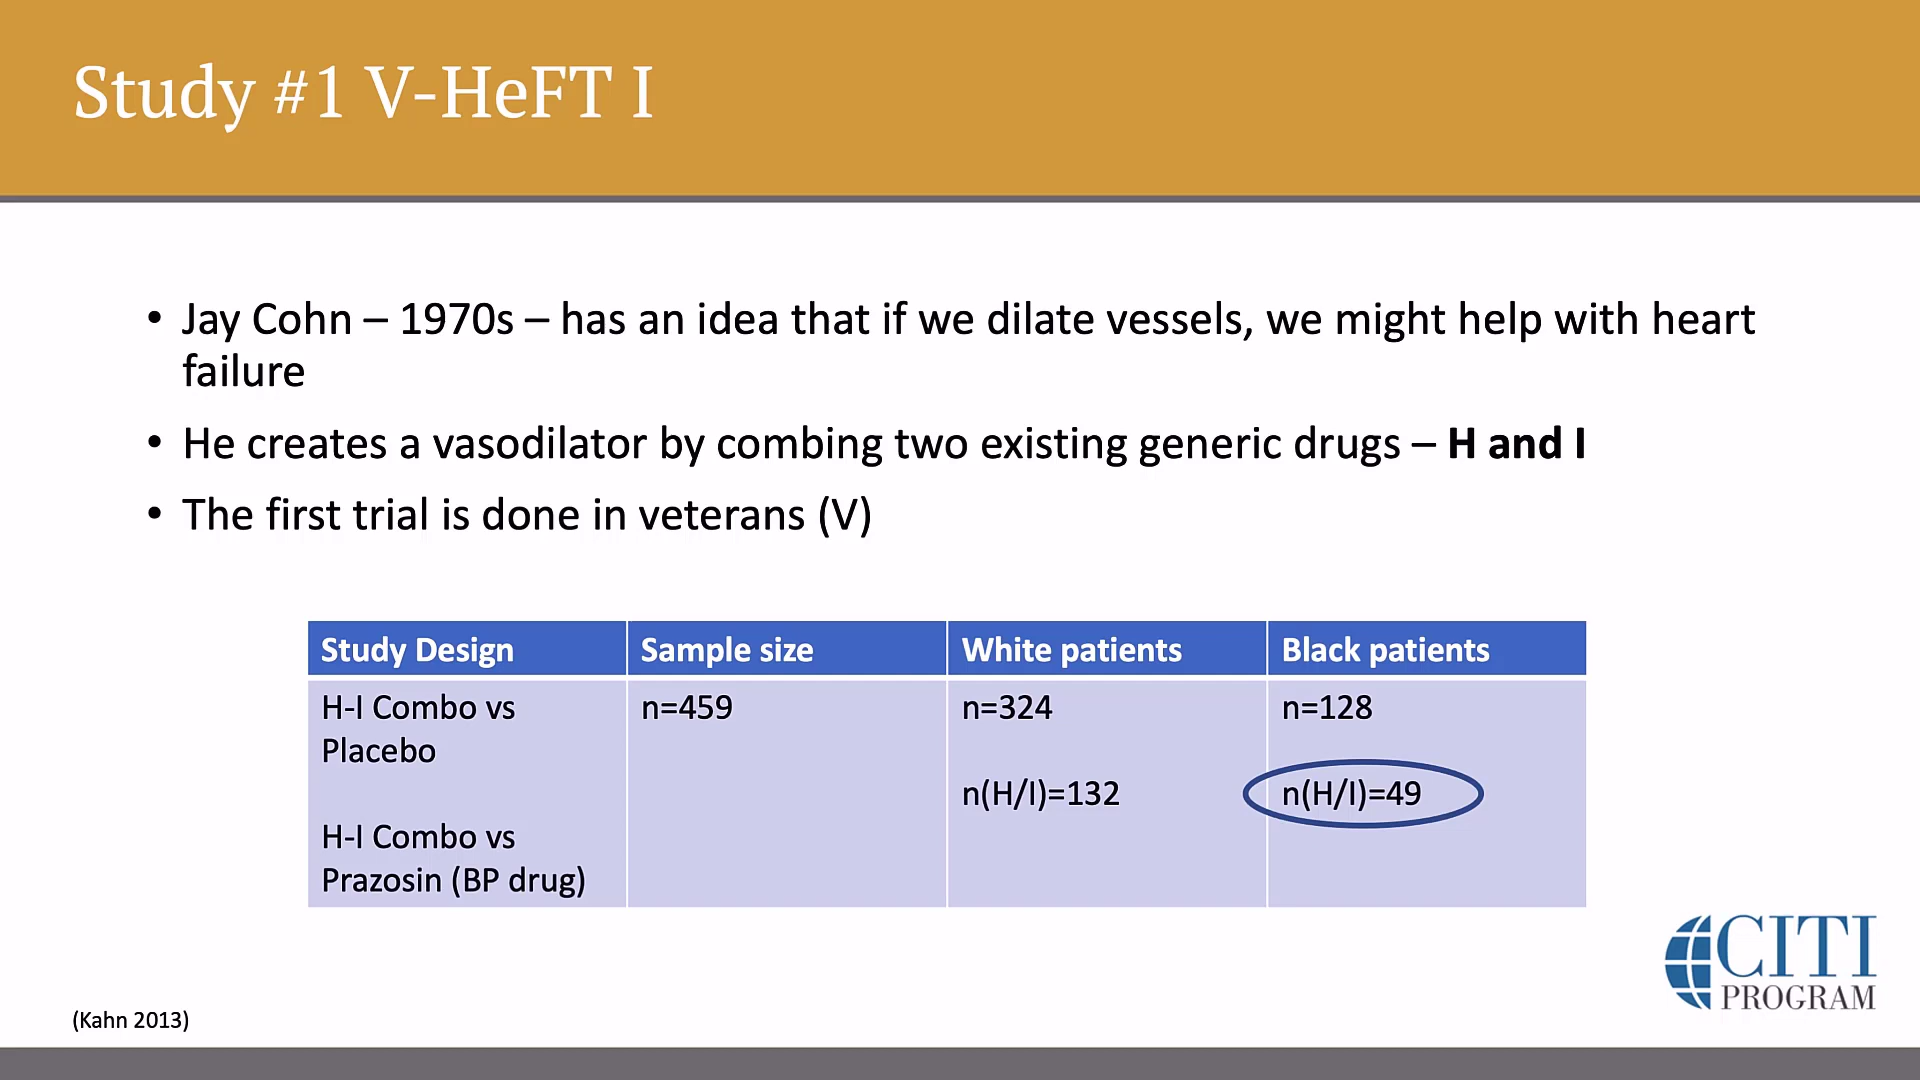 Study #1 V-HeFT I
• Jay Cohn – 1970s – has an idea that if we dilate vessels, we might help with heart
failure
• He creates a vasodilator by combing two existing generic drugs – H and I
• The first trial is done in veterans (V)
Study Design
Sample size
White patients
Black patients
H-I Combo vs
Placebo
H-I Combo vs
Prazosin (BP drug)
n=459
n=324
n(H/I)=132
n=128
n(H/I)=49
CITI
PROGRAM
(Kahn 2013)